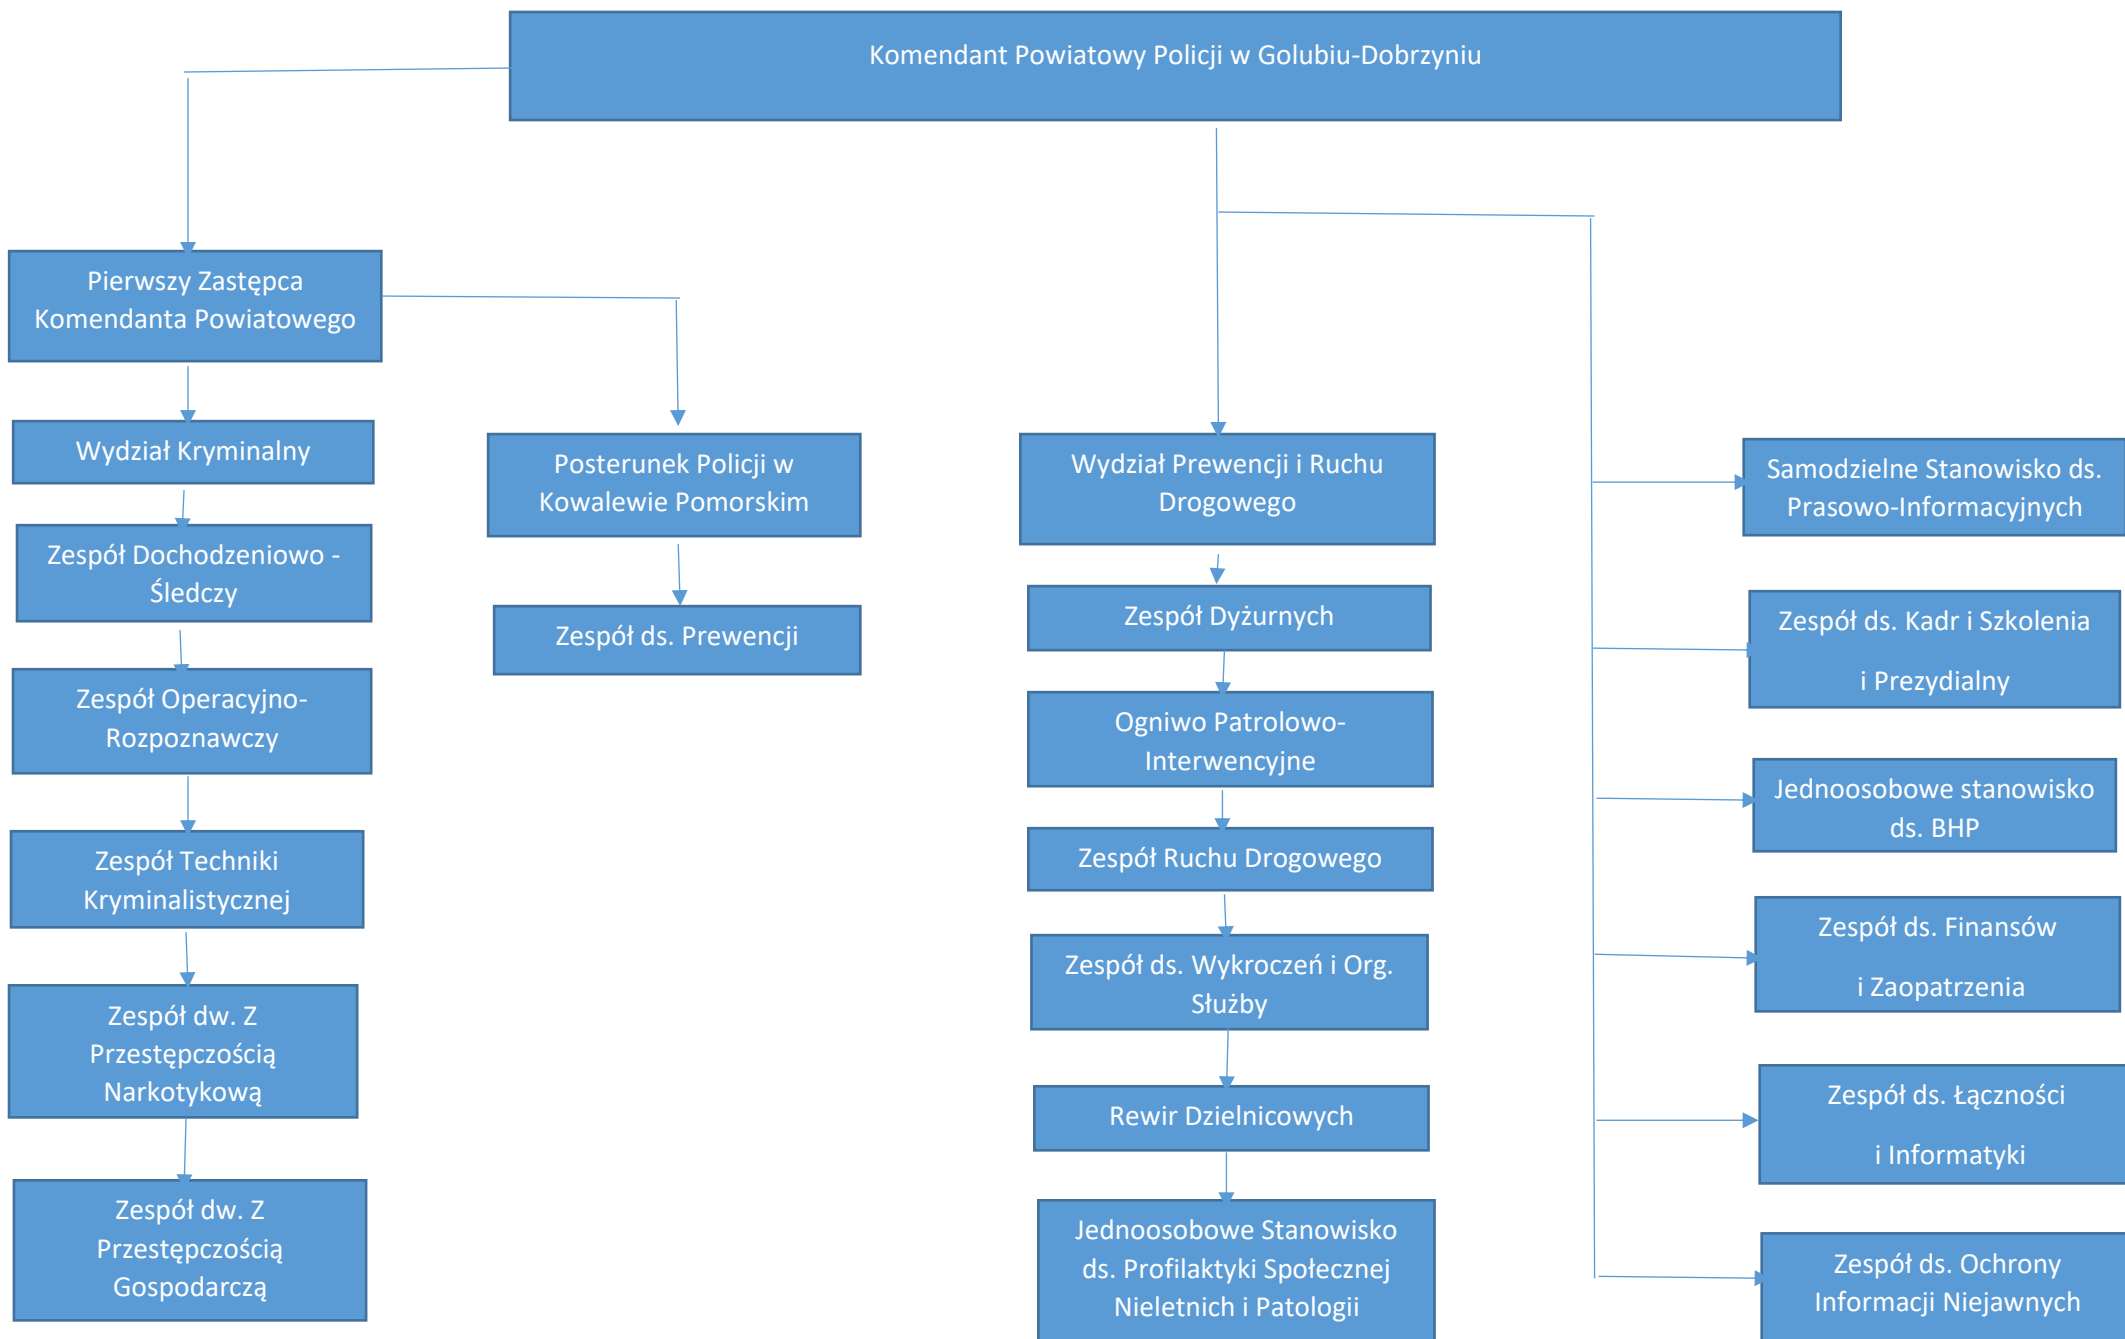 Komendant Powiatowy Policji w Golubiu-Dobrzyniu
Pierwszy Zastępca
Komendanta Powiatowego
Wydział Kryminalny
Zespół Dochodzeniowo -
Śledczy
Zespół Operacyjno-
Rozpoznawczy
Zespół Techniki
Kryminalistycznej
Zespół dw. Z
Przestępczością
Narkotykową
Zespół dw. Z
Przestępczością
Gospodarczą
Posterunek Policji w
Kowalewie Pomorskim
Zespół ds. Prewencji
Wydział Prewencji i Ruchu
Drogowego
Zespół Dyżurnych
Ogniwo Patrolowo-
Interwencyjne
Zespół Ruchu Drogowego
Zespół ds. Wykroczeń i Org.
Służby
Rewir Dzielnicowych
Jednoosobowe Stanowisko
ds. Profilaktyki Społecznej
Nieletnich i Patologii
Samodzielne Stanowisko ds.
Prasowo-Informacyjnych
Zespół ds. Kadr i Szkolenia
i Prezydialny
Jednoosobowe stanowisko
ds. BHP
Zespół ds. Finansów
i Zaopatrzenia
Zespół ds. Łączności
i Informatyki
Zespół ds. Ochrony
Informacji Niejawnych